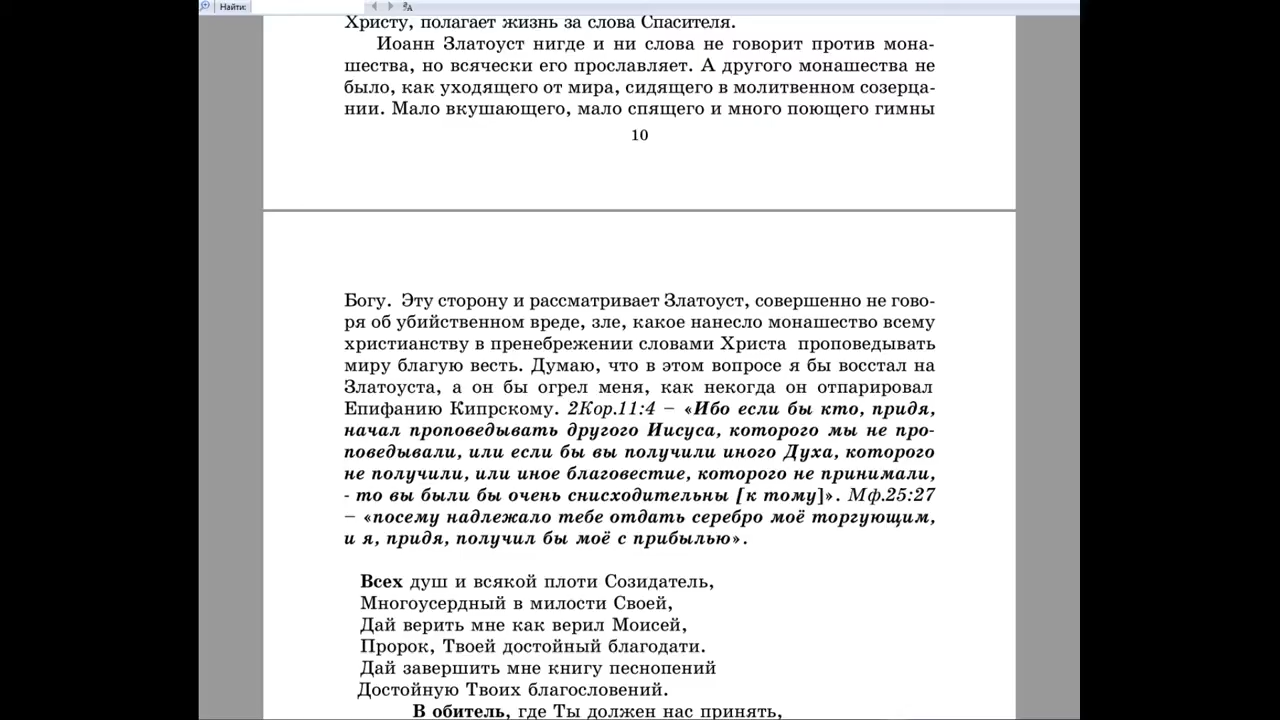 Найти:
Христу, полагает жизнь за слова Спасителя.
Иоанн Златоуст нигде и ни слова не говорит против мона-
шества, но всячески его прославляет. А другого монашества не
было, как уходящего от мира, сидящего в молитвенном созерца-
нии. Мало вкушающего, мало спящего и много поющего гимны
10
Богу. Эту сторону и рассматривает Златоуст, совершенно не гово-
ря об убийственном вреде, зле, какое нанесло монашество всему
христианству в пренебрежении словами Христа проповедывать
миру благую весть. Думаю, что в этом вопросе я бы восстал на
Златоуста, а он бы огрел меня, как некогда он отпарировал
Епифанию Кипрскому. 2Кор.11:4 – «Ибо если бы кто, придя,
начал проповедывать другого Иисуса, которого мы не про-
поведывали, или если бы вы получили иного Духа, которого
не получили, или иное благовестие, которого не принимали,
- то вы были бы очень снисходительны [к тому]». Мф.25:27
– «посему надлежало тебе отдать серебро моё торгующим,
и я, придя, получил бы моё с прибылью».
Всех душ и всякой плоти Созидатель,
Многоусердный в милости Своей,
Дай верить мне как верил Моисей,
Пророк, Твоей достойный благодати.
Дай завершить мне книгу песнопений
Достойную Твоих благословений.
В обитель, где Ты должен нас принять,